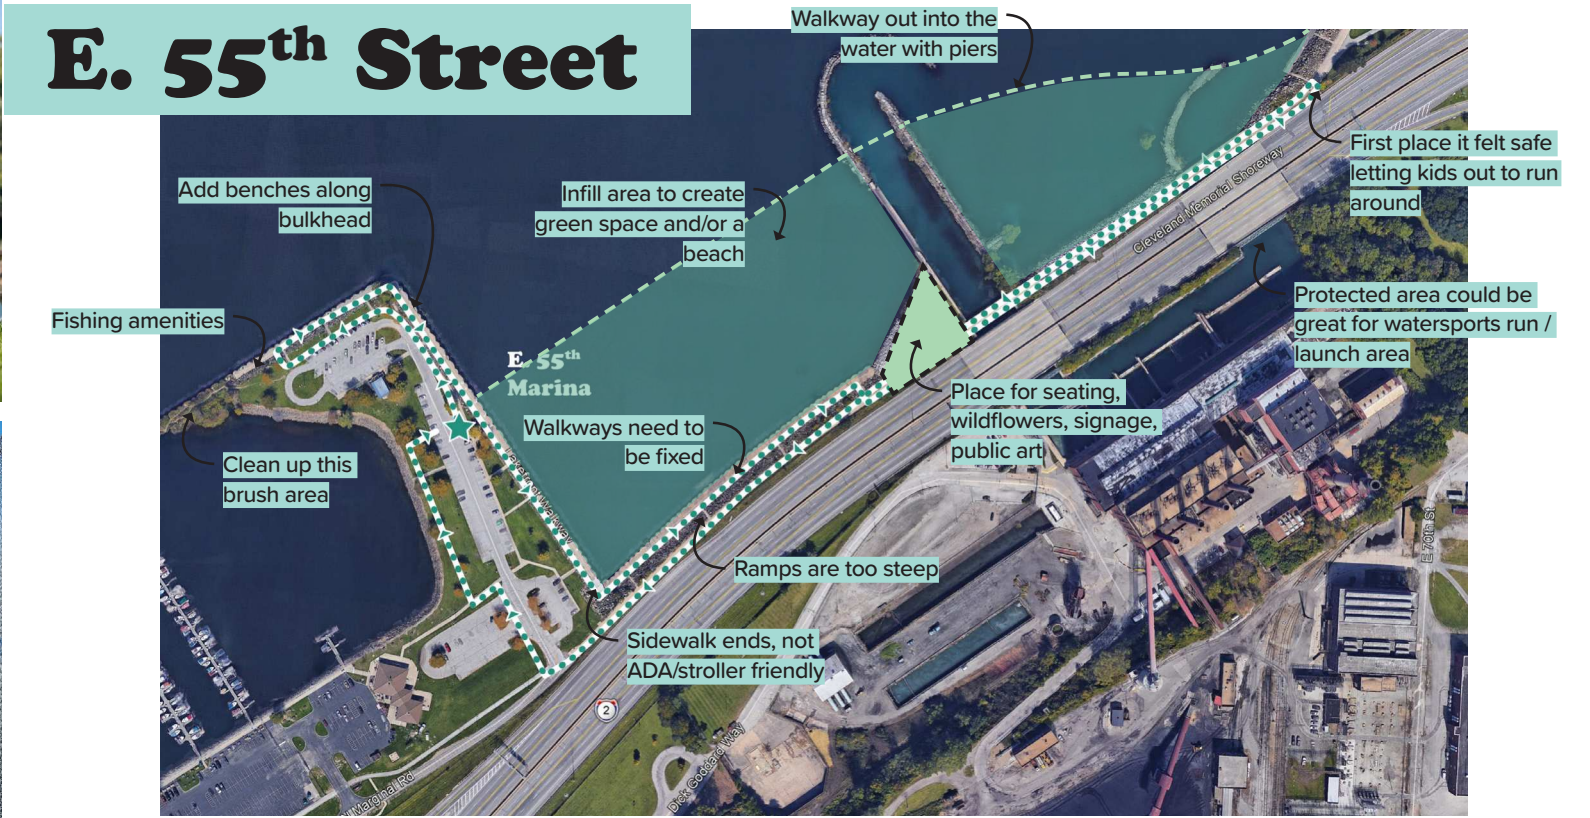 E. 55th Street
Walkway out into the
water with piers
First place it felt safe
letting kids out to run
around
Add benches along
bulkhead
Infill area to create
green space and/or a
beach
Cleveland Memorial Shoreway
Fishing amenities
Protected area could be
great for watersports run /
launch area
E. 55th
Marina
Place for seating,
wildflowers, signage,
public art
Walkways need to
be fixed
Clean up this
brush area
Lakefront Walkway
Ramps are too steep
E 70th St
Sidewalk ends, not
ADA/stroller friendly
2
Dick Goddard Way
Marginal Rd